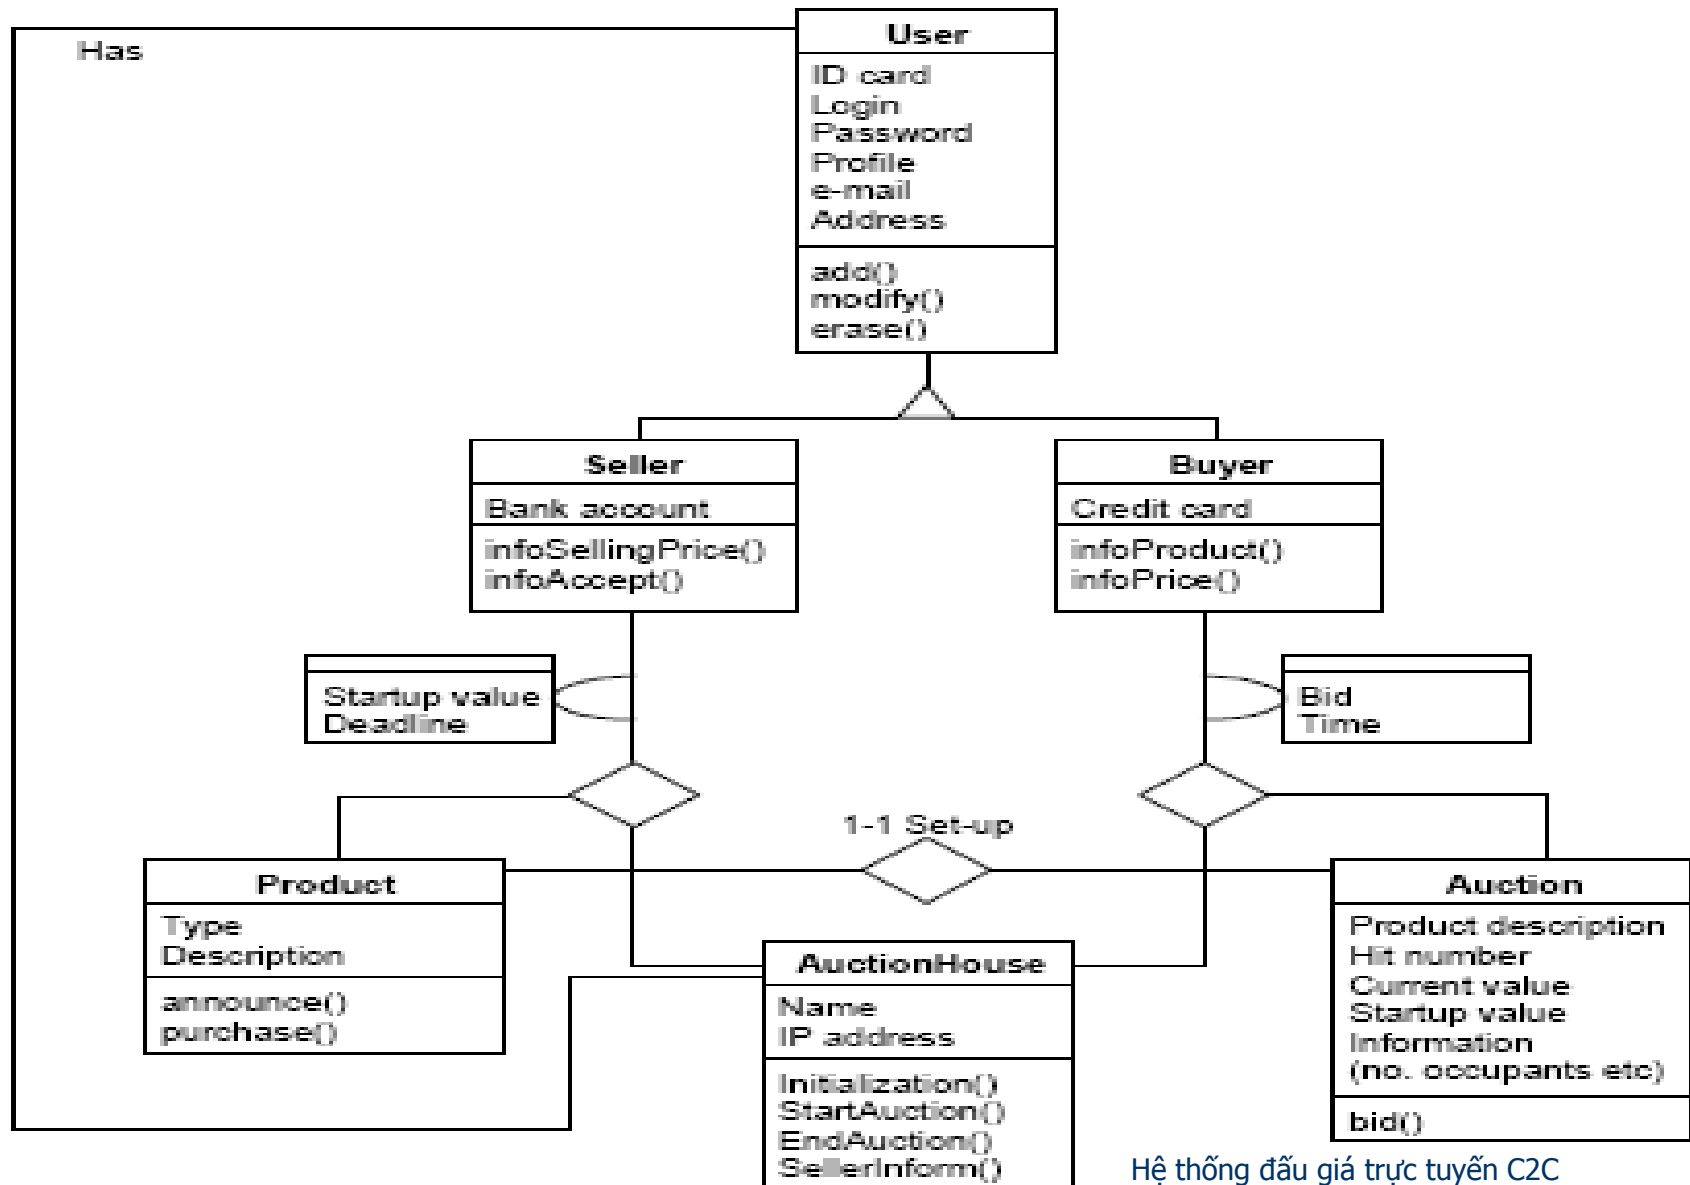 Has
User
ID card
Login
Password
Profile
e-mail
Address
add()
modify()
erase()
Seller
Bank account
infoSellingPrice()
infoAccept()
Buyer
Credit card
infoProduct()
infoPrice()
Startup value
Deadline
Bid
Time
1-1 Set-up
Product
Type
Description
announce()
purchase()
AuctionHouse
Name
IP address
Initialization()
StartAuction()
EndAuction()
SellerInform()
Auction
Product description
Hit number
Current value
Startup value
Information
(no. occupants etc)
bid()
Hệ thống đấu giá trực tuyến C2C